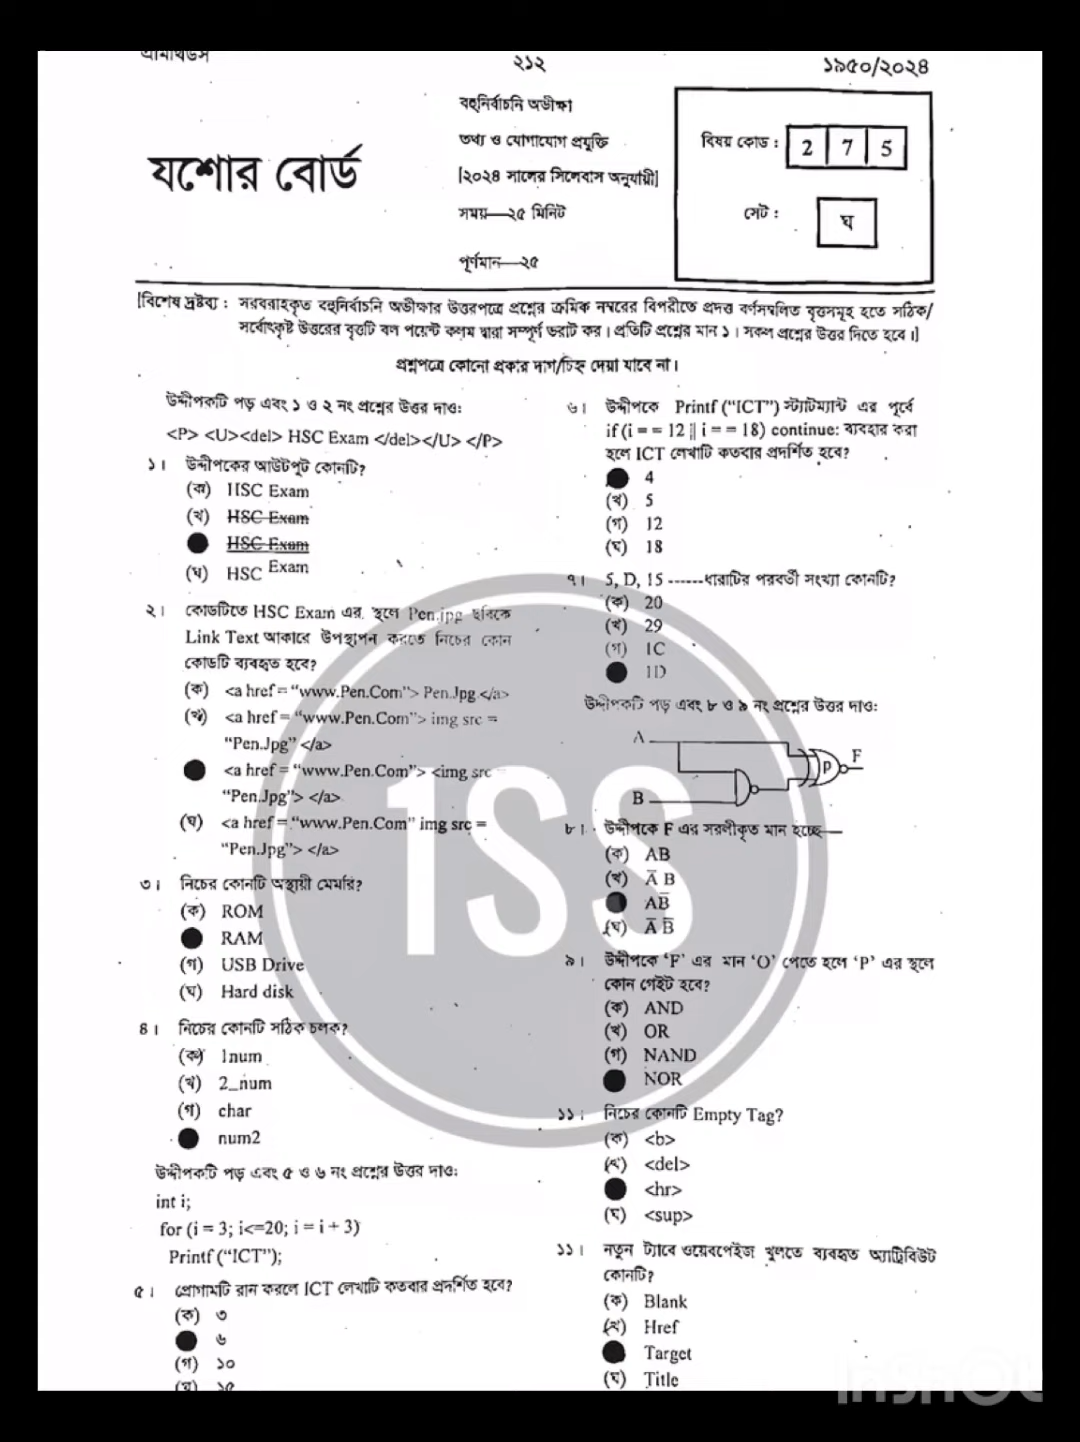 ২১২
১৯৫০/২০২৪
বহুনির্বাচনি অভীক্ষা
তথ্য ও যোগাযোগ প্রযুক্তি
যশোর বোর্ড
[২০২৪ সালের সিলেবাস অনুযায়ী]
সময়—২৫ মিনিট
পূর্ণমান—২৫
বিষয় কোড : 2 7 5
সেট : ঘ
[বিশেষ দ্রষ্টব্য : সরবরাহকৃত বহুনির্বাচনি অভীক্ষার উত্তরপত্রে প্রশ্নের ক্রমিক নম্বরের বিপরীতে প্রদত্ত বর্ণসম্বলিত বৃত্তসমূহ হতে সঠিক/
সর্বোৎকৃষ্ট উত্তরের বৃত্তটি বল পয়েন্ট কলম দ্বারা সম্পূর্ণ ভরাট কর। প্রতিটি প্রশ্নের মান ১। সকল প্রশ্নের উত্তর দিতে হবে।]
প্রশ্নপত্রে কোনো প্রকার দাগ/চিহ্ন দেয়া যাবে না।
উদ্দীপকটি পড় এবং ১ ও ২ নং প্রশ্নের উত্তর দাও:
<P> <U><del> HSC Exam </del></U> </P>
১। উদ্দীপকের আউটপুট কোনটি?
(ক) HSC Exam
(খ) HSC Exam
HSC Exam
(ঘ) HSC Exam
২। কোডটিতে HSC Exam এর স্থলে Pen.jpg ছবিকে
Link Text আকারে উপস্থাপন করতে নিচের কোন
কোডটি ব্যবহৃত হবে?
(ক) <a href = “www.Pen.Com”> Pen.Jpg </a>
(খ) <a href = “www.Pen.Com”> img src =
“Pen.Jpg” </a>
<a href = “www.Pen.Com”> <img src =
“Pen.Jpg”> </a>
(ঘ) <a href = “www.Pen.Com” img src =
“Pen.Jpg”> </a>
৩। নিচের কোনটি অস্থায়ী মেমরি?
(ক) ROM
RAM
(গ) USB Drive
(ঘ) Hard disk
৪। নিচের কোনটি সঠিক চলক?
(ক) 1num
(খ) 2_num
(গ) char
num2
উদ্দীপকটি পড় এবং ৫ ও ৬ নং প্রশ্নের উত্তর দাও:
int i;
for (i = 3; i<=20; i = i + 3)
Printf (“ICT”);
৫। প্রোগামটি রান করলে ICT লেখাটি কতবার প্রদর্শিত হবে?
(ক) ৩
৬
(গ) ১০
(ঘ) ১৫
৬। উদ্দীপকে Printf (“ICT”) স্ট্যাটম্যান্ট এর পূর্বে
if (i = = 12 || i = = 18) continue: ব্যবহার করা
হলে ICT লেখাটি কতবার প্রদর্শিত হবে?
4
(খ) 5
(গ) 12
(ঘ) 18
৭। 5, D, 15 ------ধারাটির পরবর্তী সংখ্যা কোনটি?
(ক) 20
(খ) 29
(গ) 1C
1D
উদ্দীপকটি পড় এবং ৮ ও ৯ নং প্রশ্নের উত্তর দাও:
A
P
F
B
৮। উদ্দীপকে F এর সরলীকৃত মান হচ্ছে—
(ক) AB
(খ) A̅ B
AB̅
(ঘ) A̅ B̅
৯। উদ্দীপকে ‘F’ এর মান ‘O’ পেতে হলে ‘P’ এর স্থলে
কোন গেইট হবে?
(ক) AND
(খ) OR
(গ) NAND
NOR
১১। নিচের কোনটি Empty Tag?
(ক) <b>
(খ) <del>
<hr>
(ঘ) <sup>
১১। নতুন ট্যাবে ওয়েবপেইজ খুলতে ব্যবহৃত অ্যাট্রিবিউট
কোনটি?
(ক) Blank
(খ) Href
Target
(ঘ) Title
1SS